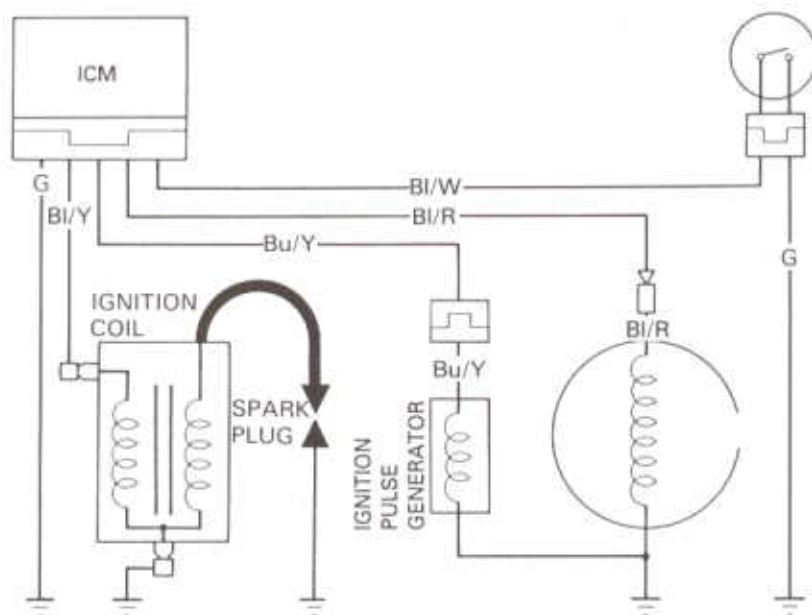 ICM
G
Bl/Y
Bl/W
Bl/R
Bu/Y
G
IGNITION
COIL
Bl/R
Bu/Y
SPARK
PLUG
IGNITION
PULSE
GENERATOR